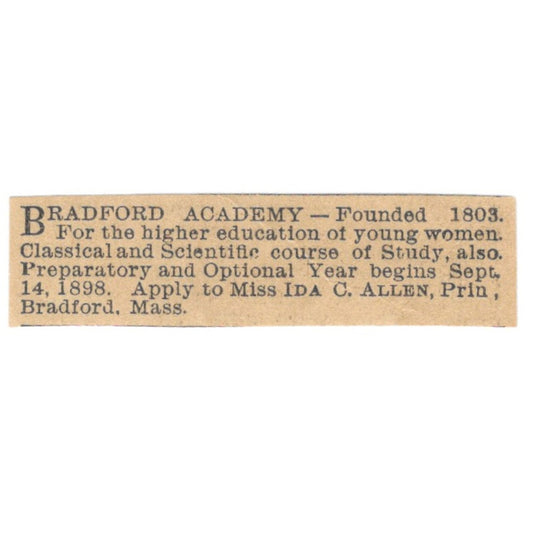 BRADFORD ACADEMY — Founded 1803.
For the higher education of young women.
Classical and Scientific course of Study, also.
Preparatory and Optional Year begins Sept.
14, 1898. Apply to Miss IDA C. ALLEN, Prin,
Bradford, Mass.